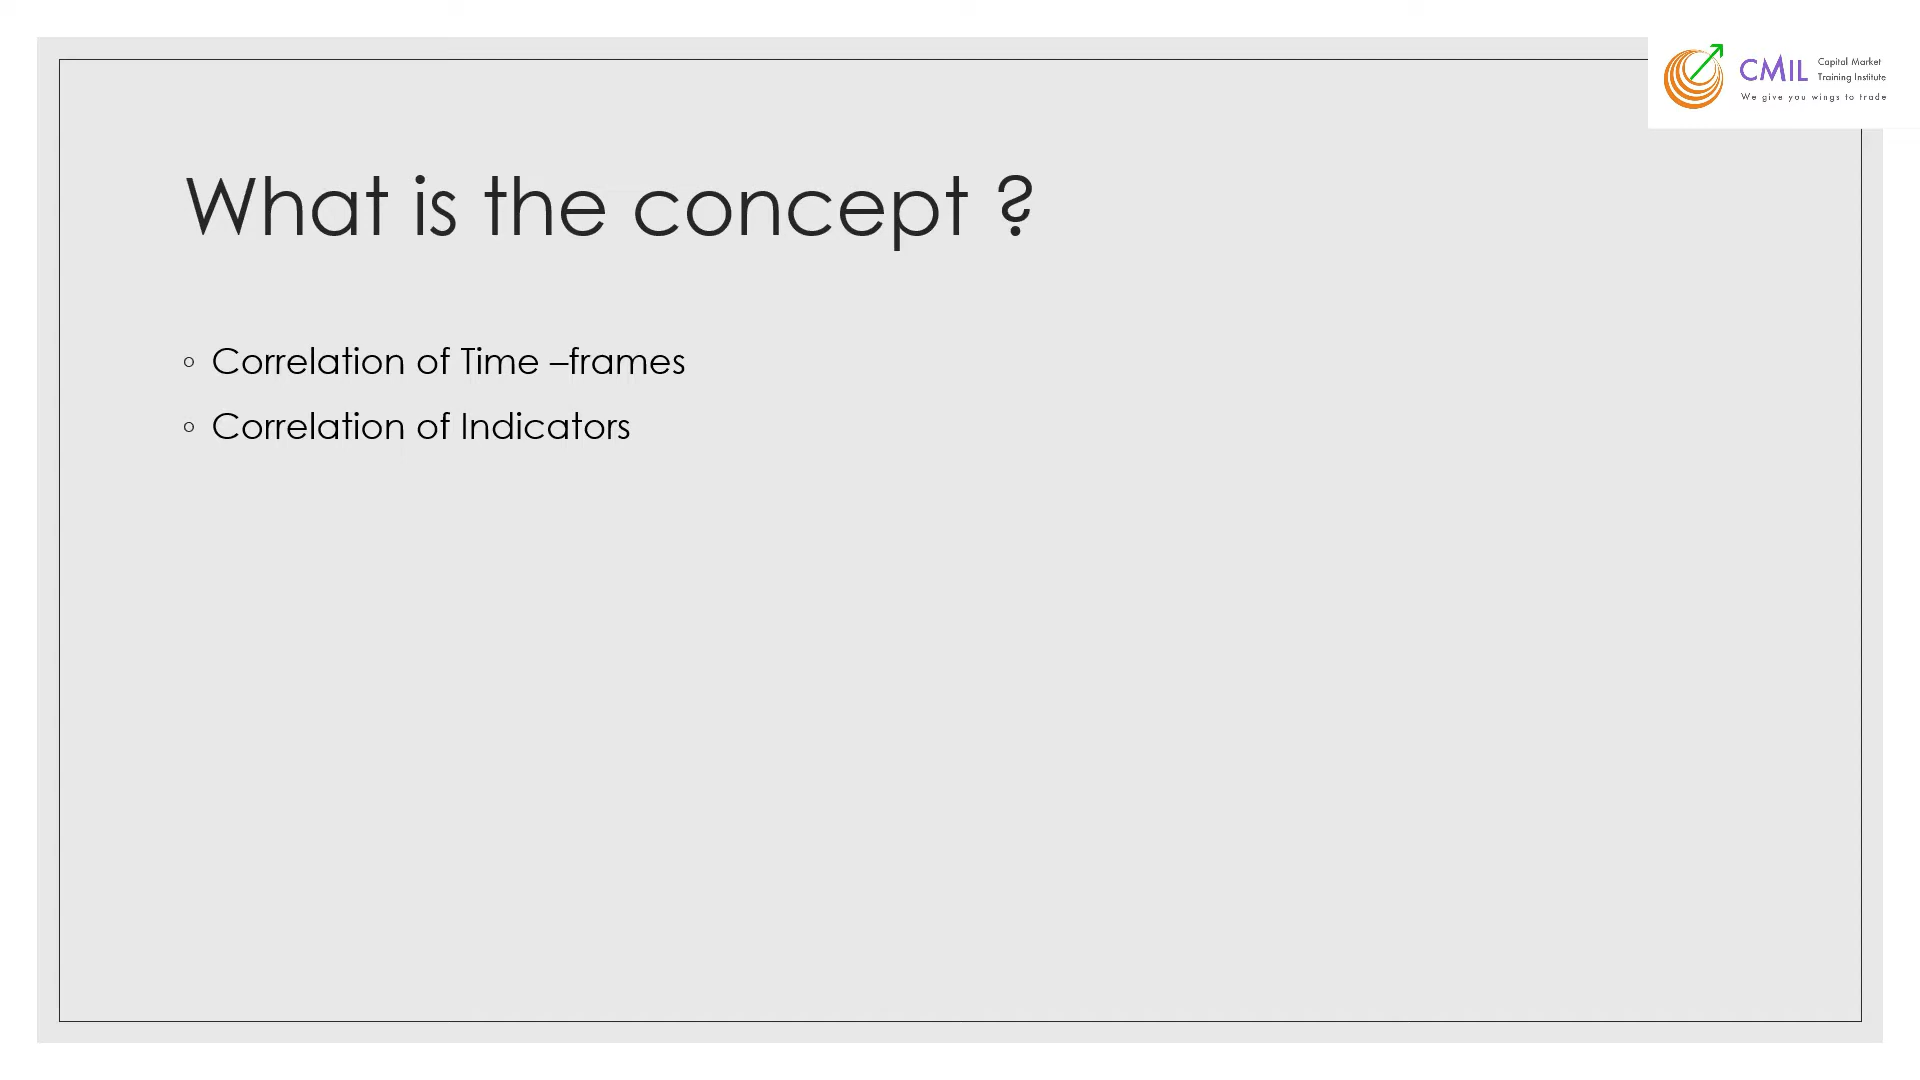 CMIL Capital Market
Training Institute
We give you wings to trade
What is the concept ?
◦ Correlation of Time –frames
◦ Correlation of Indicators